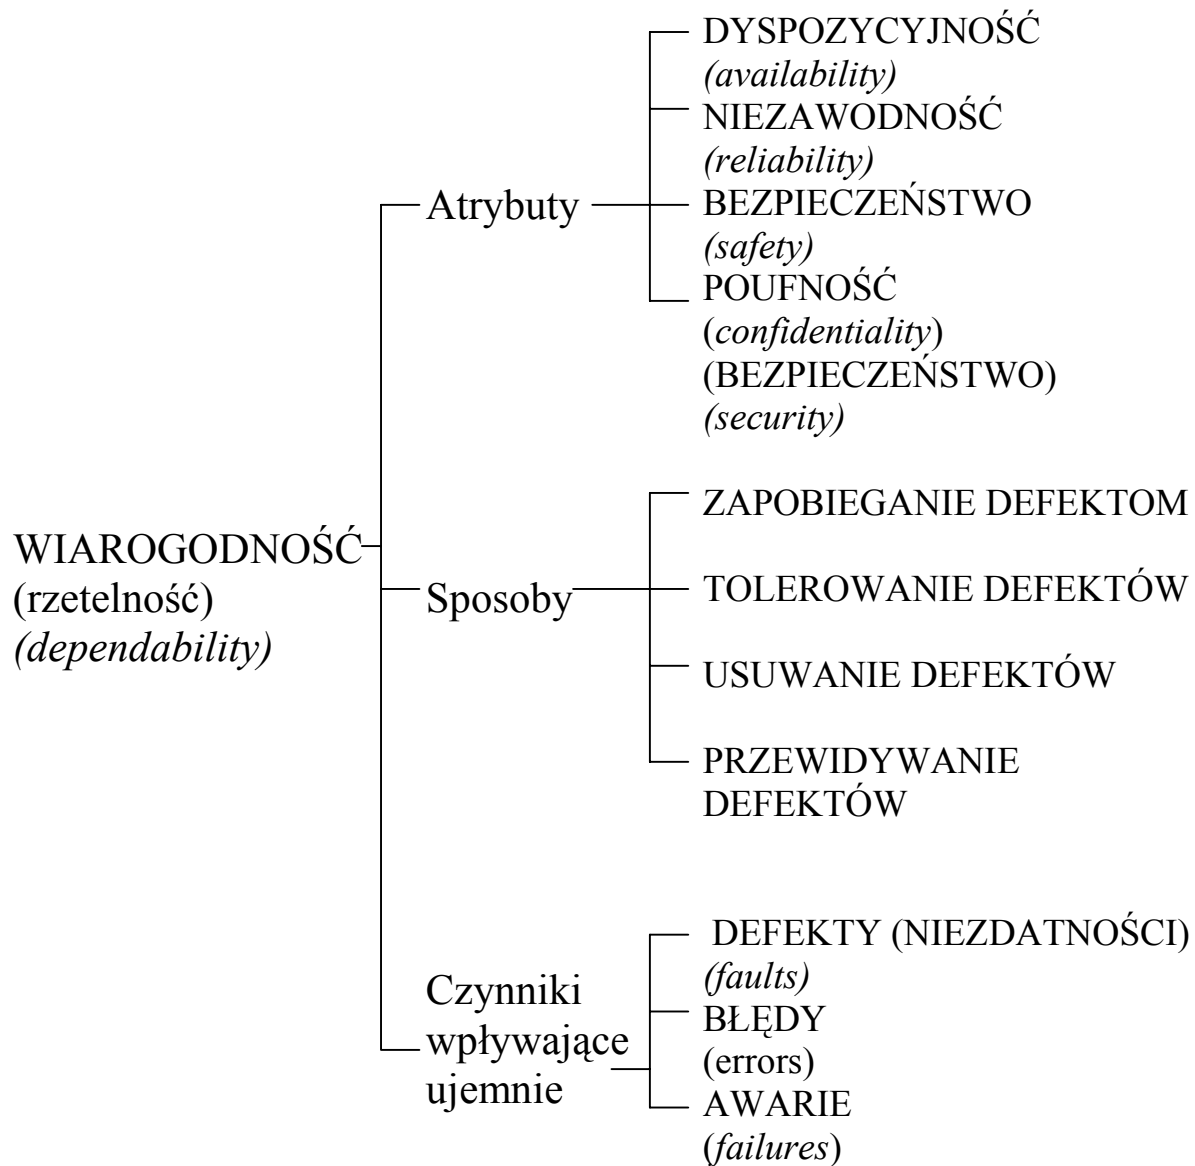 WIAROGODNOŚĆ
(rzetelność)
(dependability)
Atrybuty
DYSPOZYCYJNOŚĆ
(availability)
NIEZAWODNOŚĆ
(reliability)
BEZPIECZEŃSTWO
(safety)
POUFNOŚĆ
(confidentiality)
(BEZPIECZEŃSTWO)
(security)
Sposoby
ZAPOBIEGANIE DEFEKTOM
TOLEROWANIE DEFEKTÓW
USUWANIE DEFEKTÓW
PRZEWIDYWANIE
DEFEKTÓW
Czynniki
wpływające
ujemnie
DEFEKTY (NIEZDATNOŚCI)
(faults)
BŁĘDY
(errors)
AWARIE
(failures)